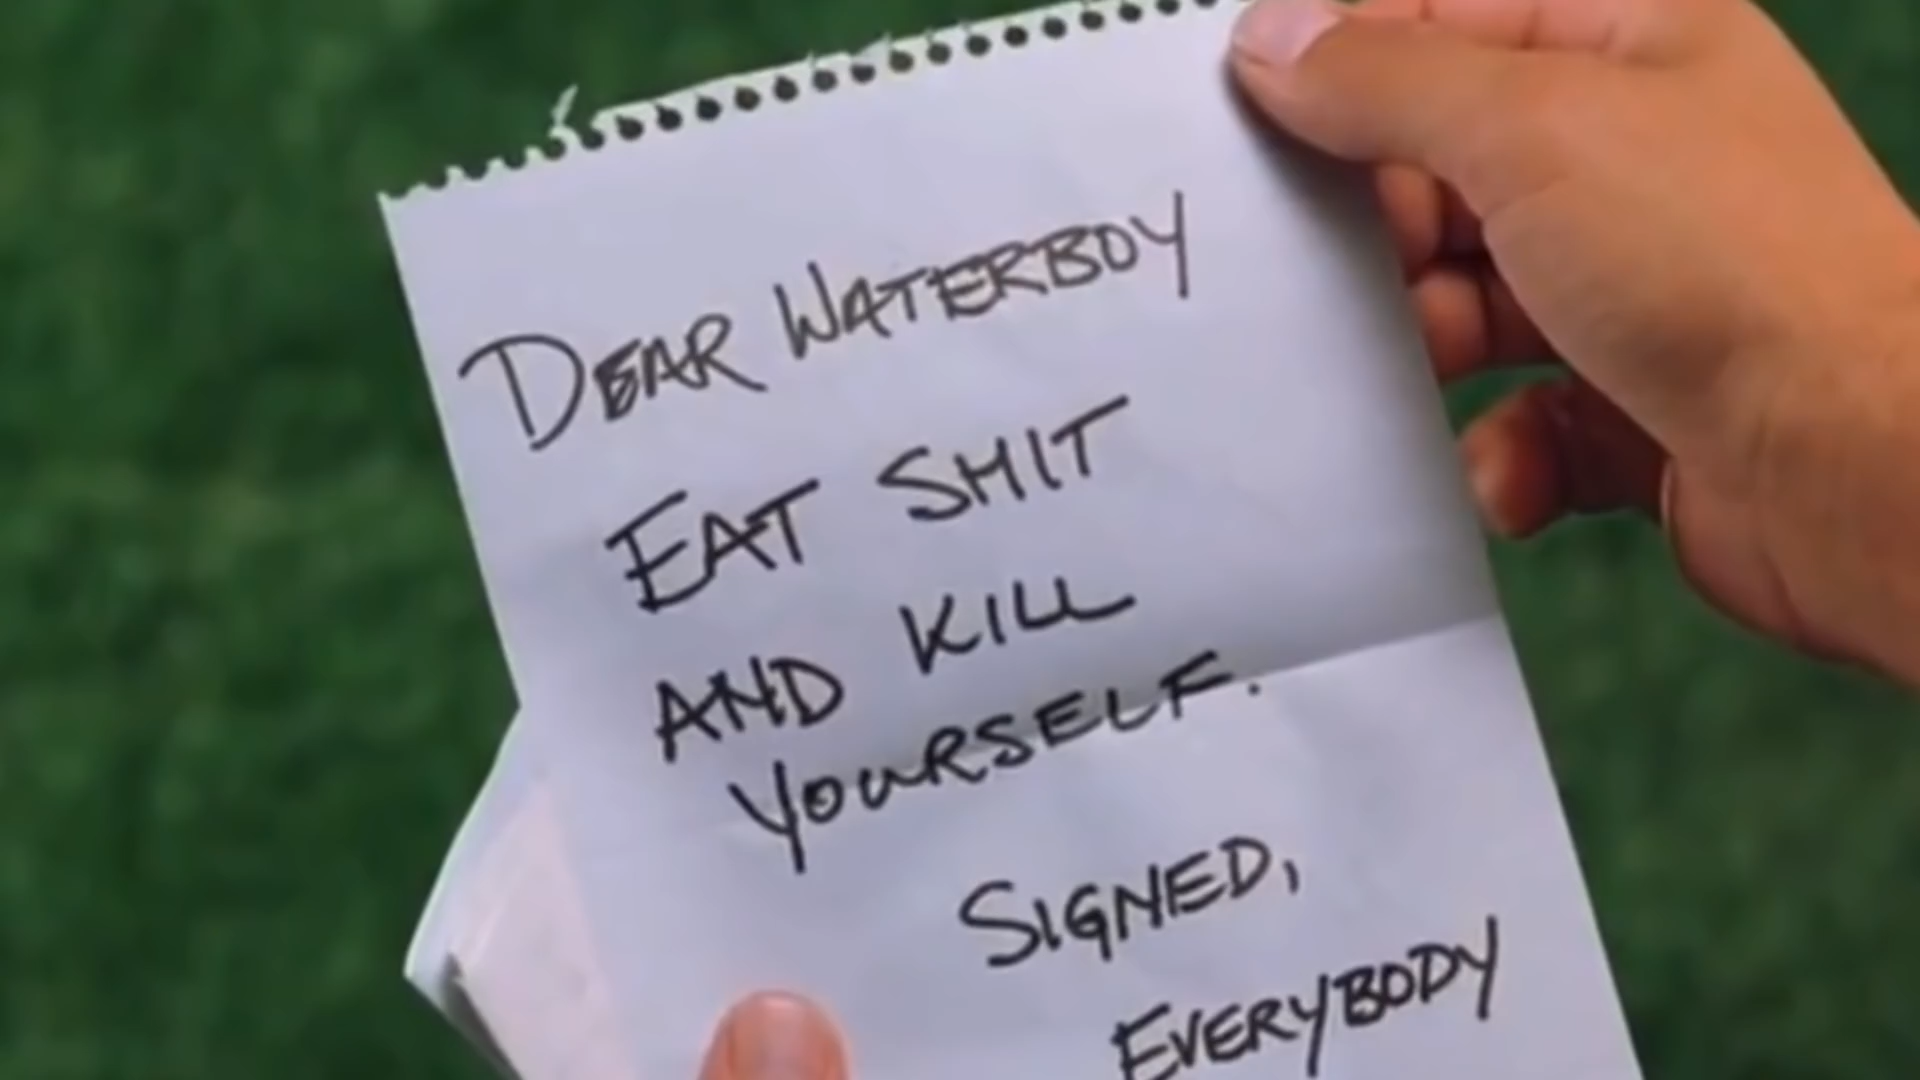 DEAR WATERBOY
EAT SHIT
AND KILL
YOURSELF.
SIGNED,
EVERYBODY